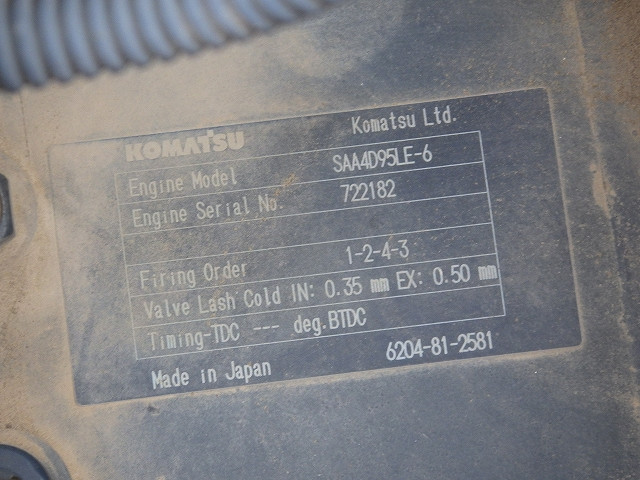 KOMATSU Komatsu Ltd.
Engine Model SAA4D95LE-6
Engine Serial No. 722182
Firing Order 1-2-4-3
Valve Lash Cold IN: 0.35 mm EX: 0.50 mm
Timing-TDC --- deg.BTDC
Made in Japan 6204-81-2581